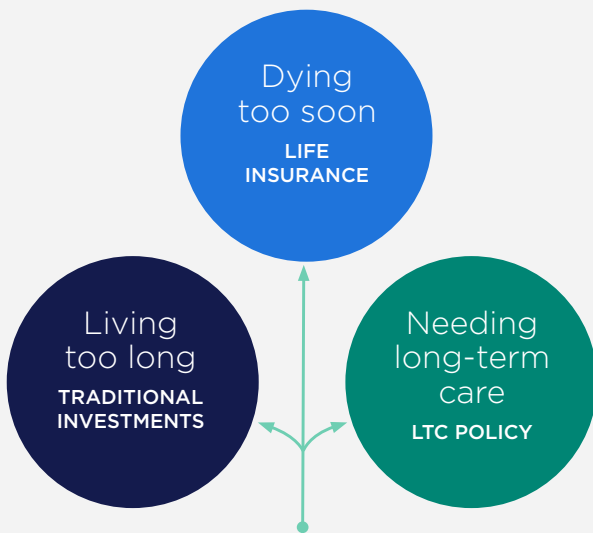 Dying
too soon
LIFE
INSURANCE
Living
too long
TRADITIONAL
INVESTMENTS
Needing
long-term
care
LTC POLICY